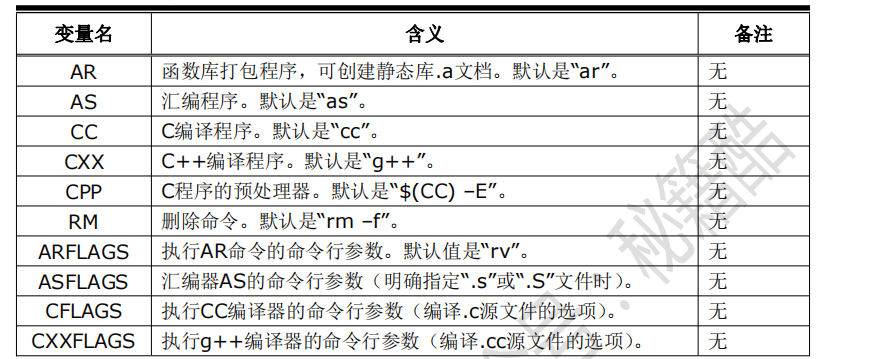 变量名 含义 备注
AR 函数库打包程序，可创建静态库.a文档。默认是“ar”。 无
AS 汇编程序。默认是“as”。 无
CC C编译程序。默认是“cc”。 无
CXX C++编译程序。默认是“g++”。 无
CPP C程序的预处理器。默认是“$(CC) –E”。 无
RM 删除命令。默认是“rm –f”。 无
ARFLAGS 执行AR命令的命令行参数。默认值是“rv”。 无
ASFLAGS 汇编器AS的命令行参数（明确指定“.s”或“.S”文件时）。 无
CFLAGS 执行CC编译器的命令行参数（编译.c源文件的选项）。 无
CXXFLAGS 执行g++编译器的命令行参数（编译.cc源文件的选项）。 无
号：秘籍酷